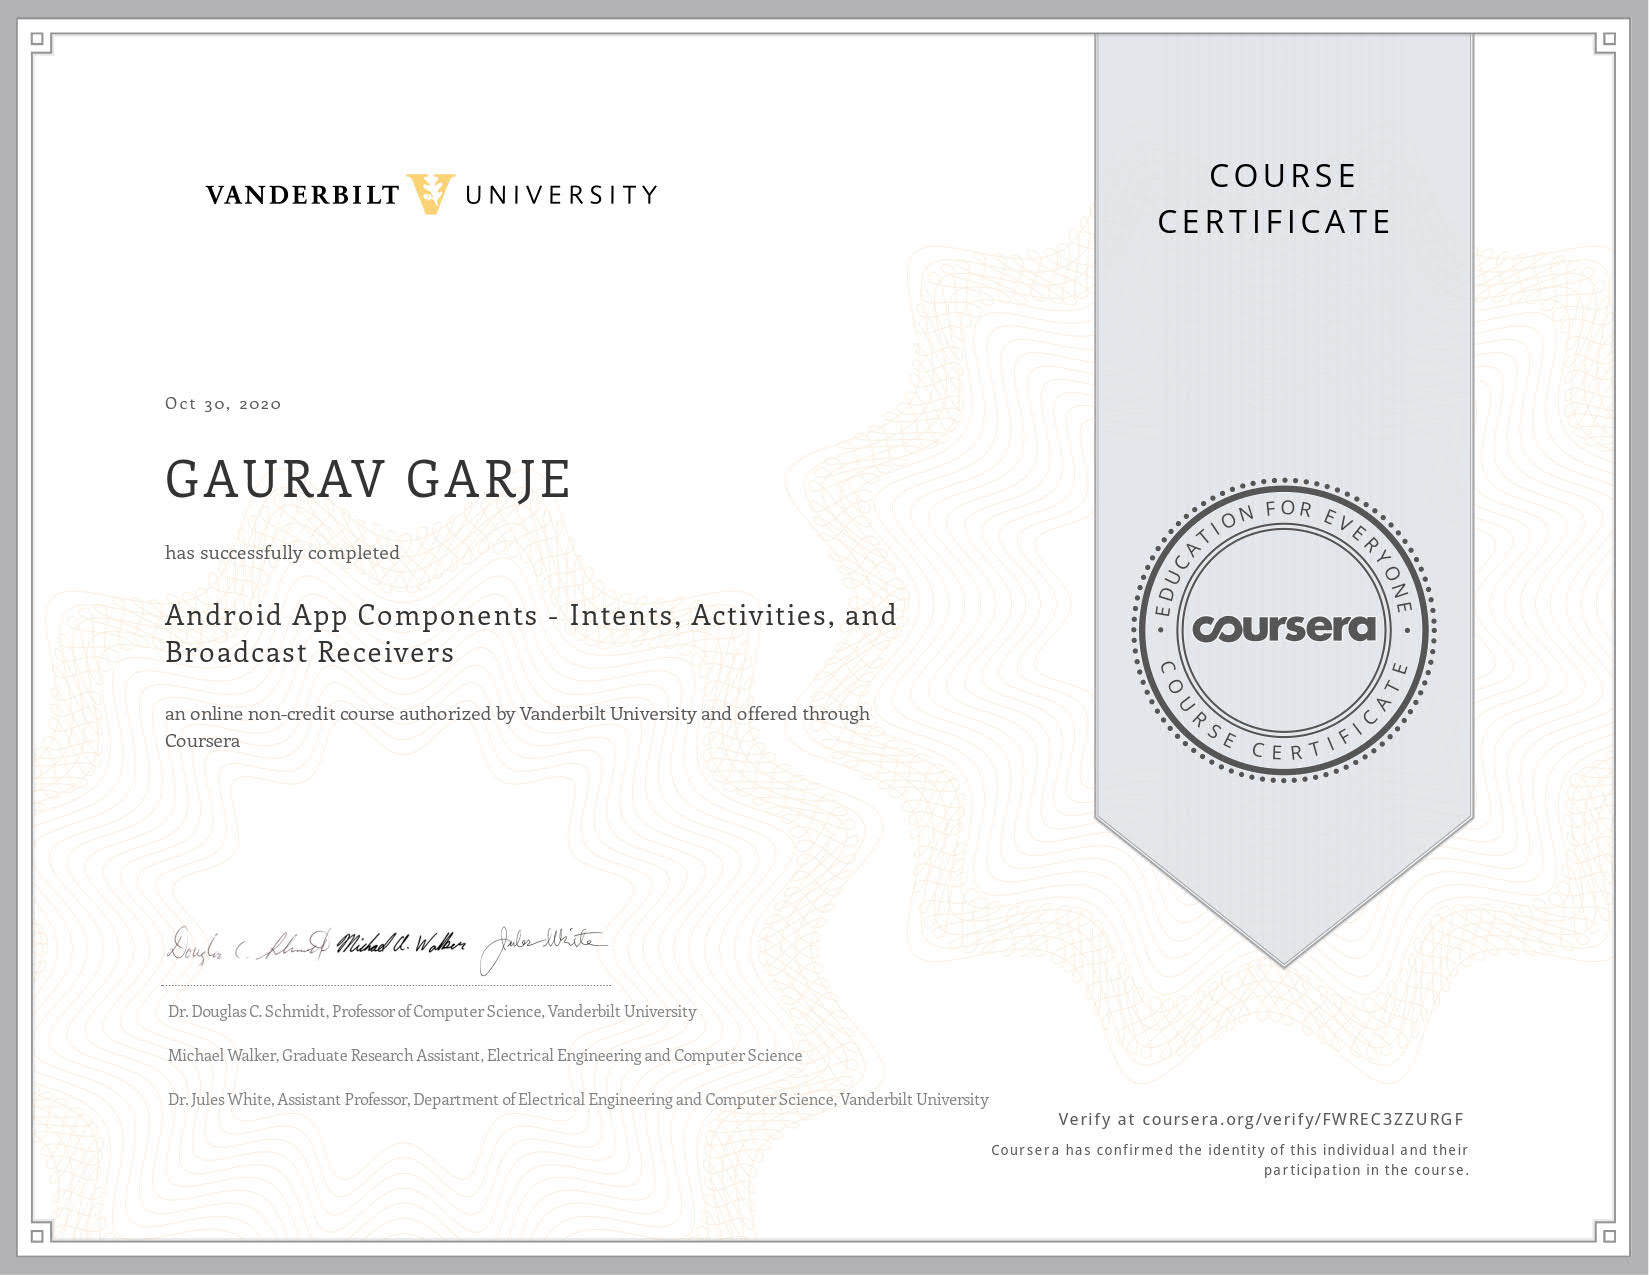 VANDERBILT UNIVERSITY
COURSE
CERTIFICATE
Oct 30, 2020
GAURAV GARJE
has successfully completed
Android App Components - Intents, Activities, and
Broadcast Receivers
an online non-credit course authorized by Vanderbilt University and offered through
Coursera
EDUCATION FOR EVERYONE
coursera
COURSE CERTIFICATE
Douglas C. Schmidt Michael A. Walker Jules White
Dr. Douglas C. Schmidt, Professor of Computer Science, Vanderbilt University
Michael Walker, Graduate Research Assistant, Electrical Engineering and Computer Science
Dr. Jules White, Assistant Professor, Department of Electrical Engineering and Computer Science, Vanderbilt University
Verify at coursera.org/verify/FWREC3ZZURGF
Coursera has confirmed the identity of this individual and their
participation in the course.